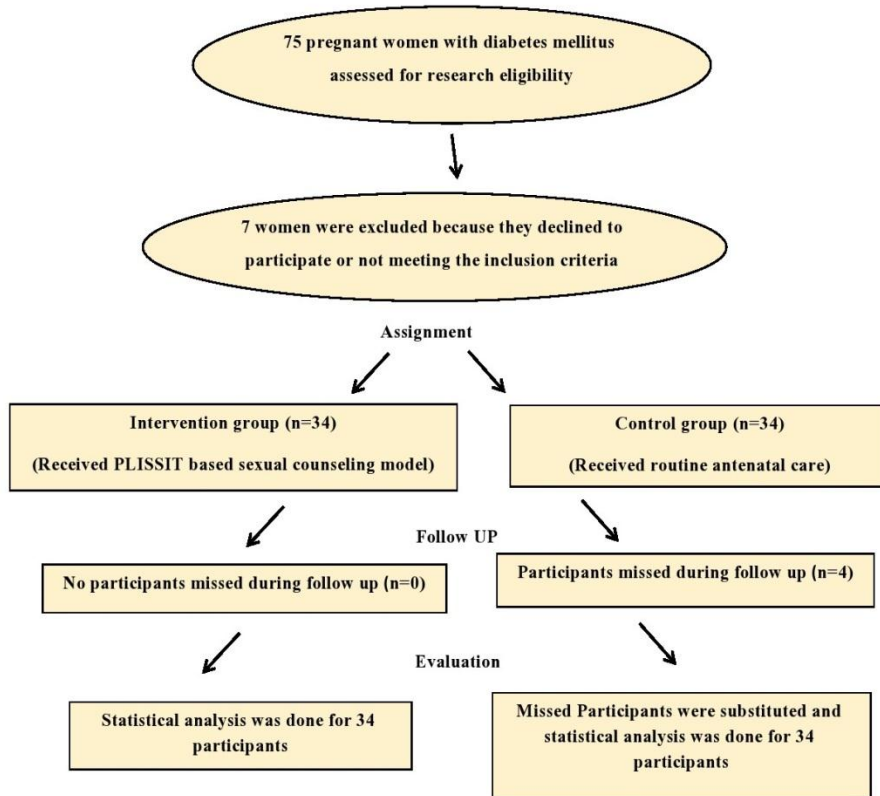 75 pregnant women with diabetes mellitus
assessed for research eligibility
7 women were excluded because they declined to
participate or not meeting the inclusion criteria
Assignment
Intervention group (n=34)
(Received PLISSIT based sexual counseling model)
Control group (n=34)
(Received routine antenatal care)
Follow UP
No participants missed during follow up (n=0)
Participants missed during follow up (n=4)
Evaluation
Statistical analysis was done for 34
participants
Missed Participants were substituted and
statistical analysis was done for 34
participants